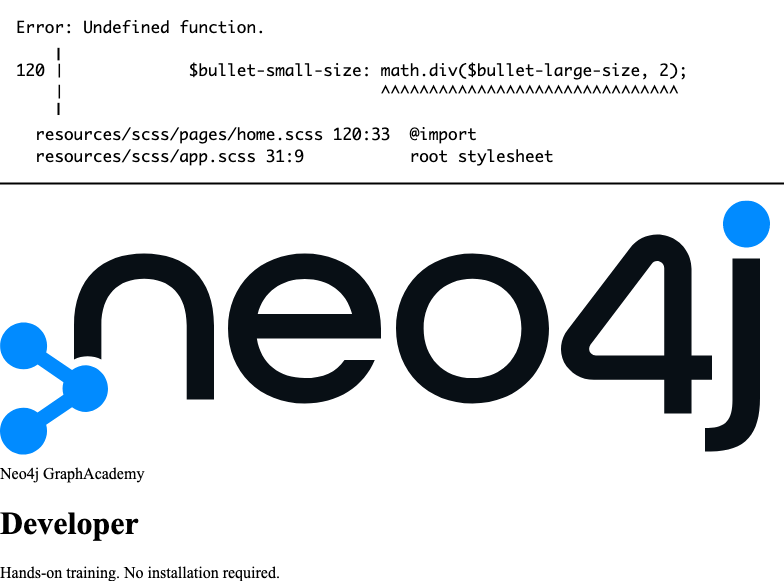 Error: Undefined function.
120 | $bullet-small-size: math.div($bullet-large-size, 2);
| ^^^^^^^^^^^^^^^^^^^^^^^^^^^^^^^
resources/scss/pages/home.scss 120:33 @import
resources/scss/app.scss 31:9 root stylesheet
neo4j
Neo4j GraphAcademy
Developer
Hands-on training. No installation required.